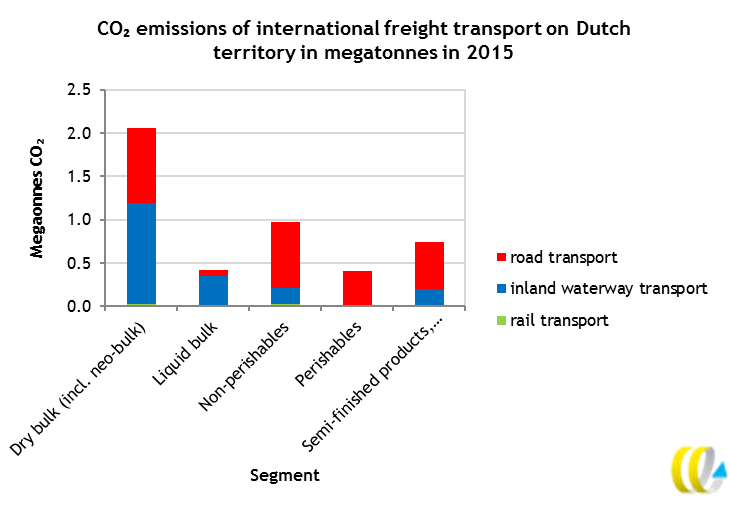 CO₂ emissions of international freight transport on Dutch
territory in megatonnes in 2015
2.5
2.0
1.5
1.0
0.5
0.0
Megaonnes CO₂
Dry bulk (incl. neo-bulk)
Liquid bulk
Non-perishables
Perishables
Semi-finished products,...
Segment
road transport
inland waterway transport
rail transport